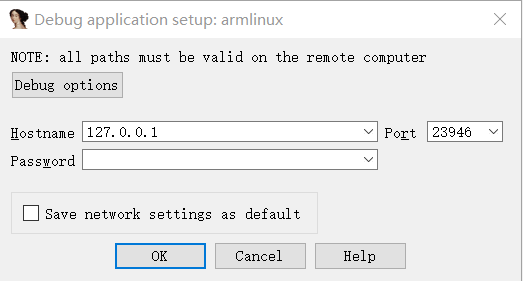 Debug application setup: armlinux
NOTE: all paths must be valid on the remote computer
Debug options
Hostname 127.0.0.1 Port 23946
Password
Save network settings as default
OK Cancel Help